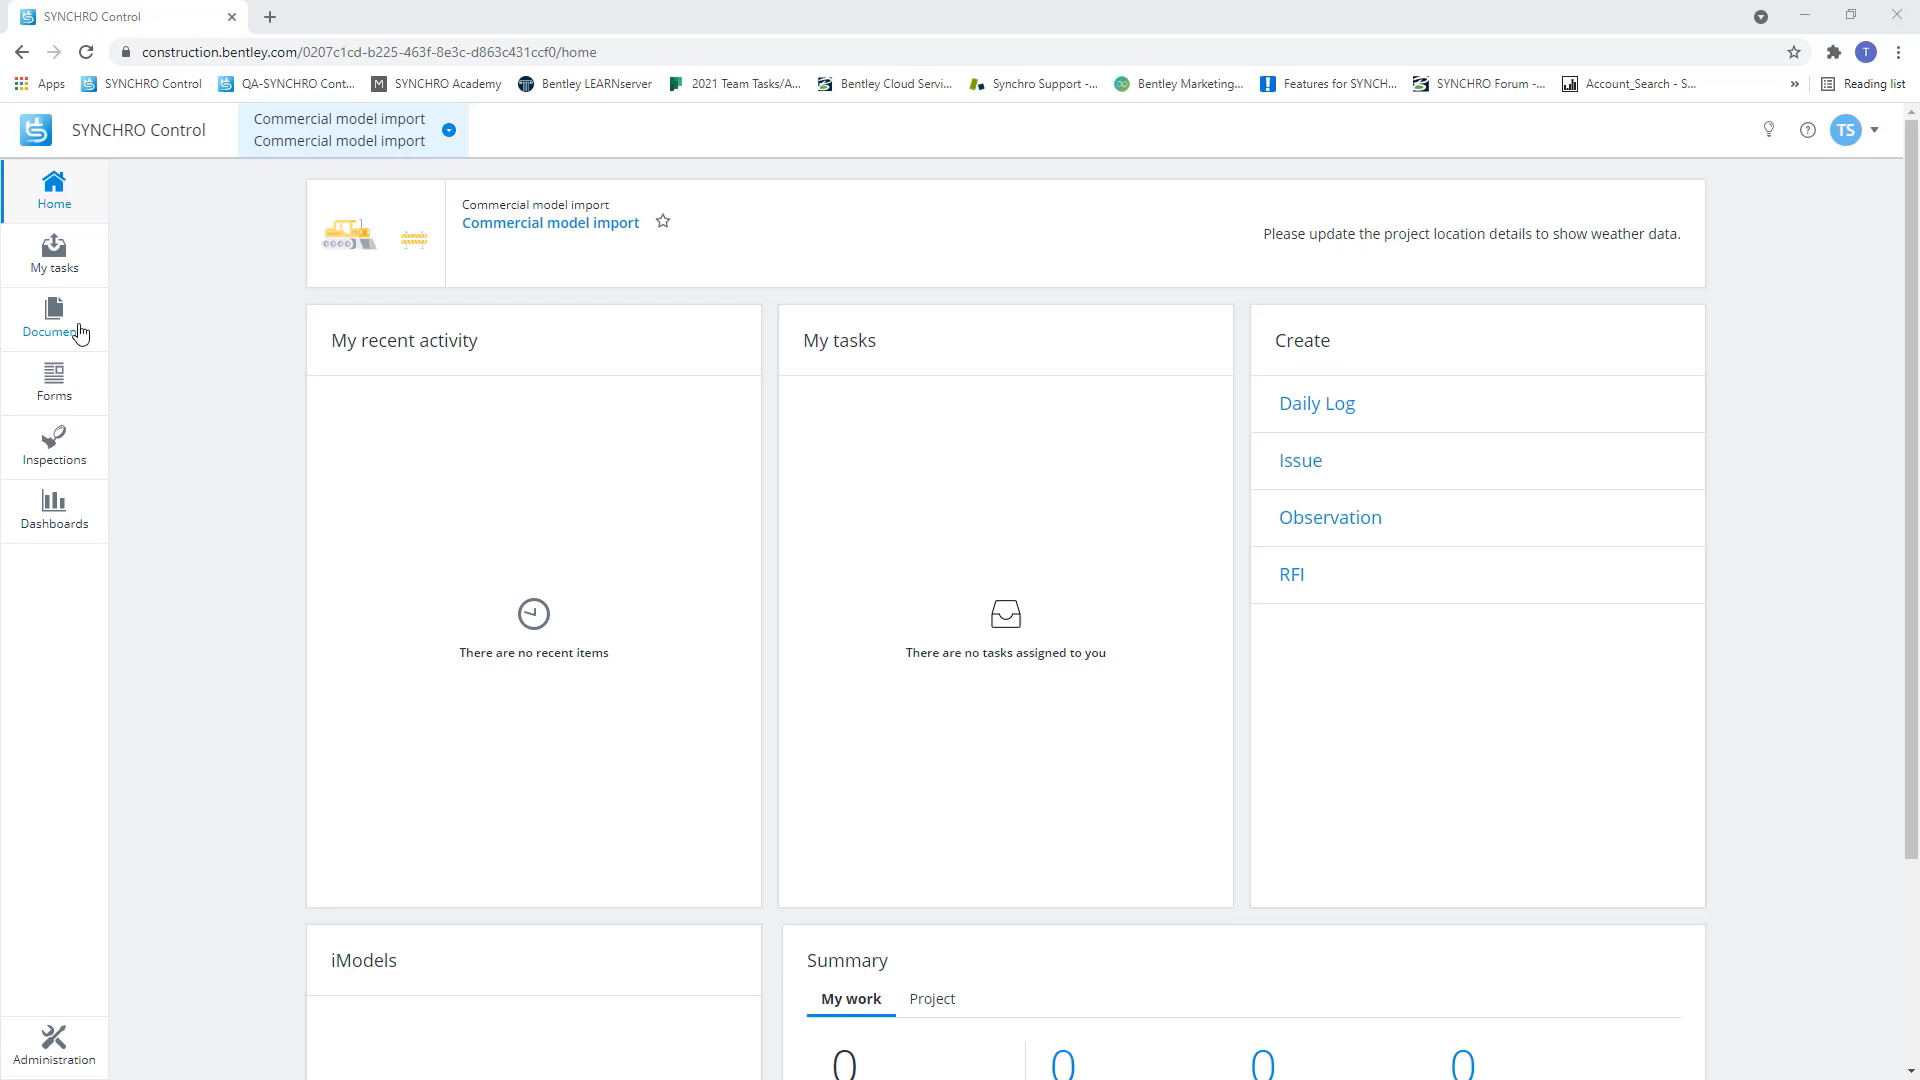 SYNCHRO Control
construction.bentley.com/0207c1cd-b225-463f-8e3c-d863c431ccf0/home
T
Apps
SYNCHRO Control
QA-SYNCHRO Cont...
SYNCHRO Academy
Bentley LEARNserver
2021 Team Tasks/A...
Bentley Cloud Servi...
Synchro Support -...
Bentley Marketing...
Features for SYNCH...
SYNCHRO Forum -...
Account_Search - S...
»
Reading list
SYNCHRO Control
Commercial model import
Commercial model import
TS
Home
My tasks
Documen
Forms
Inspections
Dashboards
Administration
Commercial model import
Commercial model import
Please update the project location details to show weather data.
My recent activity
There are no recent items
My tasks
There are no tasks assigned to you
Create
Daily Log
Issue
Observation
RFI
iModels
Summary
My work
Project
0
0
0
0